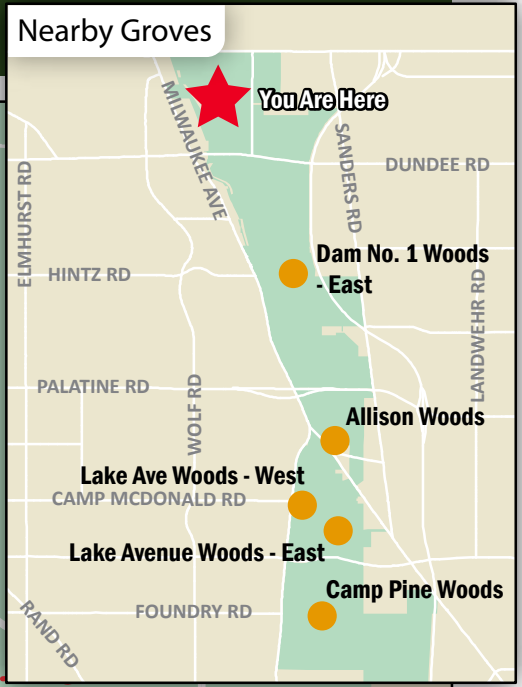 Nearby Groves
You Are Here
MILWAUKEE AVE
SANDERS RD
DUNDEE RD
ELMHURST RD
Dam No. 1 Woods
- East
HINTZ RD
LANDWEHR RD
PALATINE RD
WOLF RD
Allison Woods
Lake Ave Woods - West
CAMP MCDONALD RD
Lake Avenue Woods - East
Camp Pine Woods
FOUNDRY RD
RAND RD